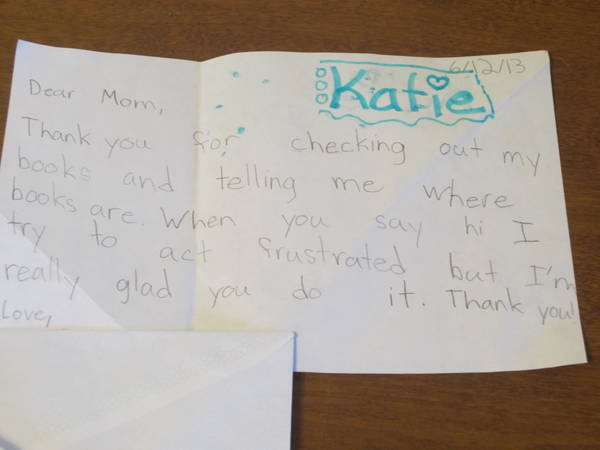 6/12/13
Katie
Dear Mom,
Thank you for checking out my
books and telling me where
books are. When you say hi I
try to act frustrated but I'm
really glad you do it. Thank you!
Love,